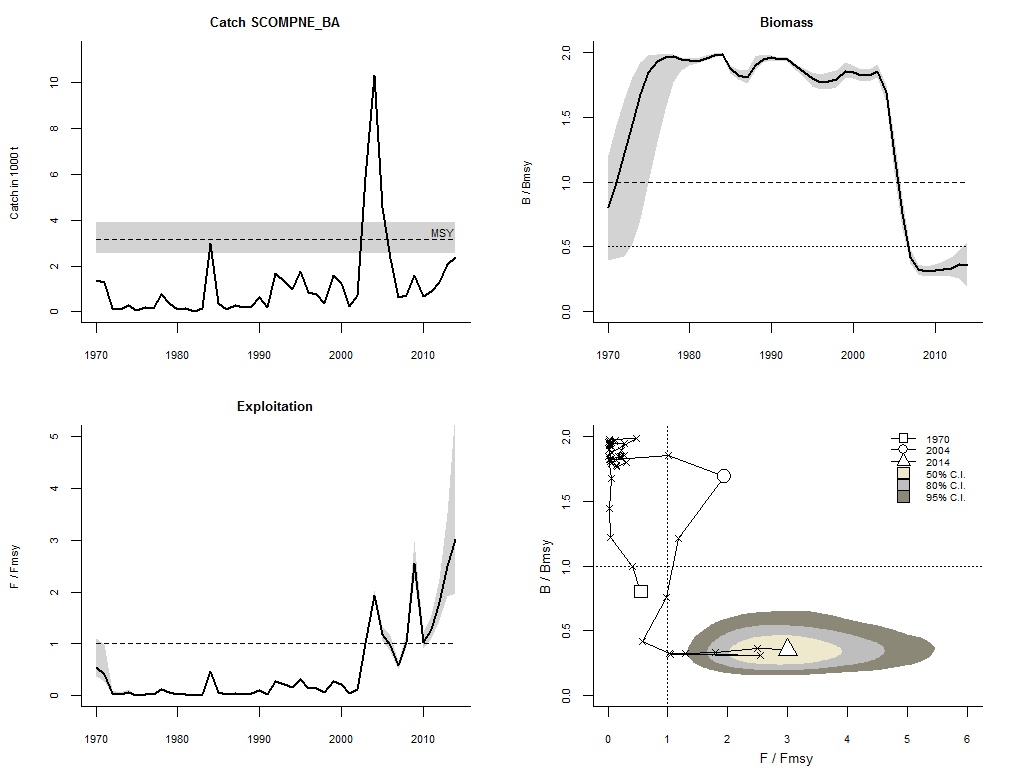 Catch SCOMPNE_BA
Catch in 1000 t
0 2 4 6 8 10
MSY
1970 1980 1990 2000 2010
Biomass
B / Bmsy
0.0 0.5 1.0 1.5 2.0
1970 1980 1990 2000 2010
Exploitation
F / Fmsy
0 1 2 3 4 5
1970 1980 1990 2000 2010
B / Bmsy
0.0 0.5 1.0 1.5 2.0
1970
2004
2014
50% C.I.
80% C.I.
95% C.I.
0 1 2 3 4 5 6
F / Fmsy